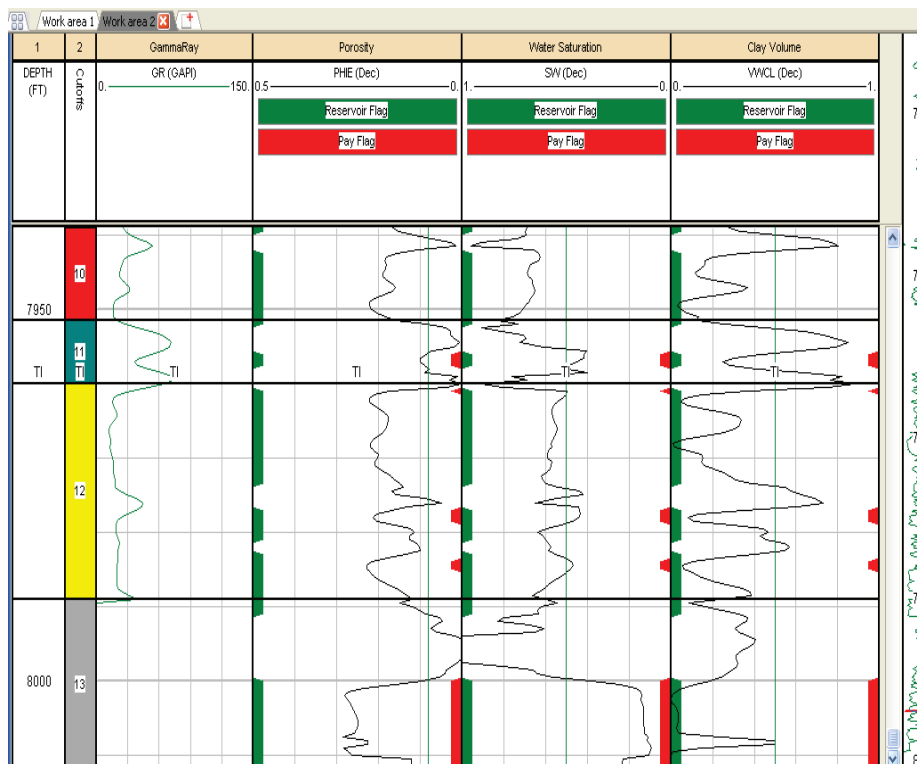 Work area 1 Work area 2
1 2 GammaRay Porosity Water Saturation Clay Volume
DEPTH (FT) Cutoffs GR (GAPI) PHIE (Dec) SW (Dec) VWCL (Dec)
0. 150. 0.5 0. 1. 0. 0. 1.
Reservoir Flag Reservoir Flag Reservoir Flag
Pay Flag Pay Flag Pay Flag
10
7950
11
TI TI TI TI TI TI
12
8000 13